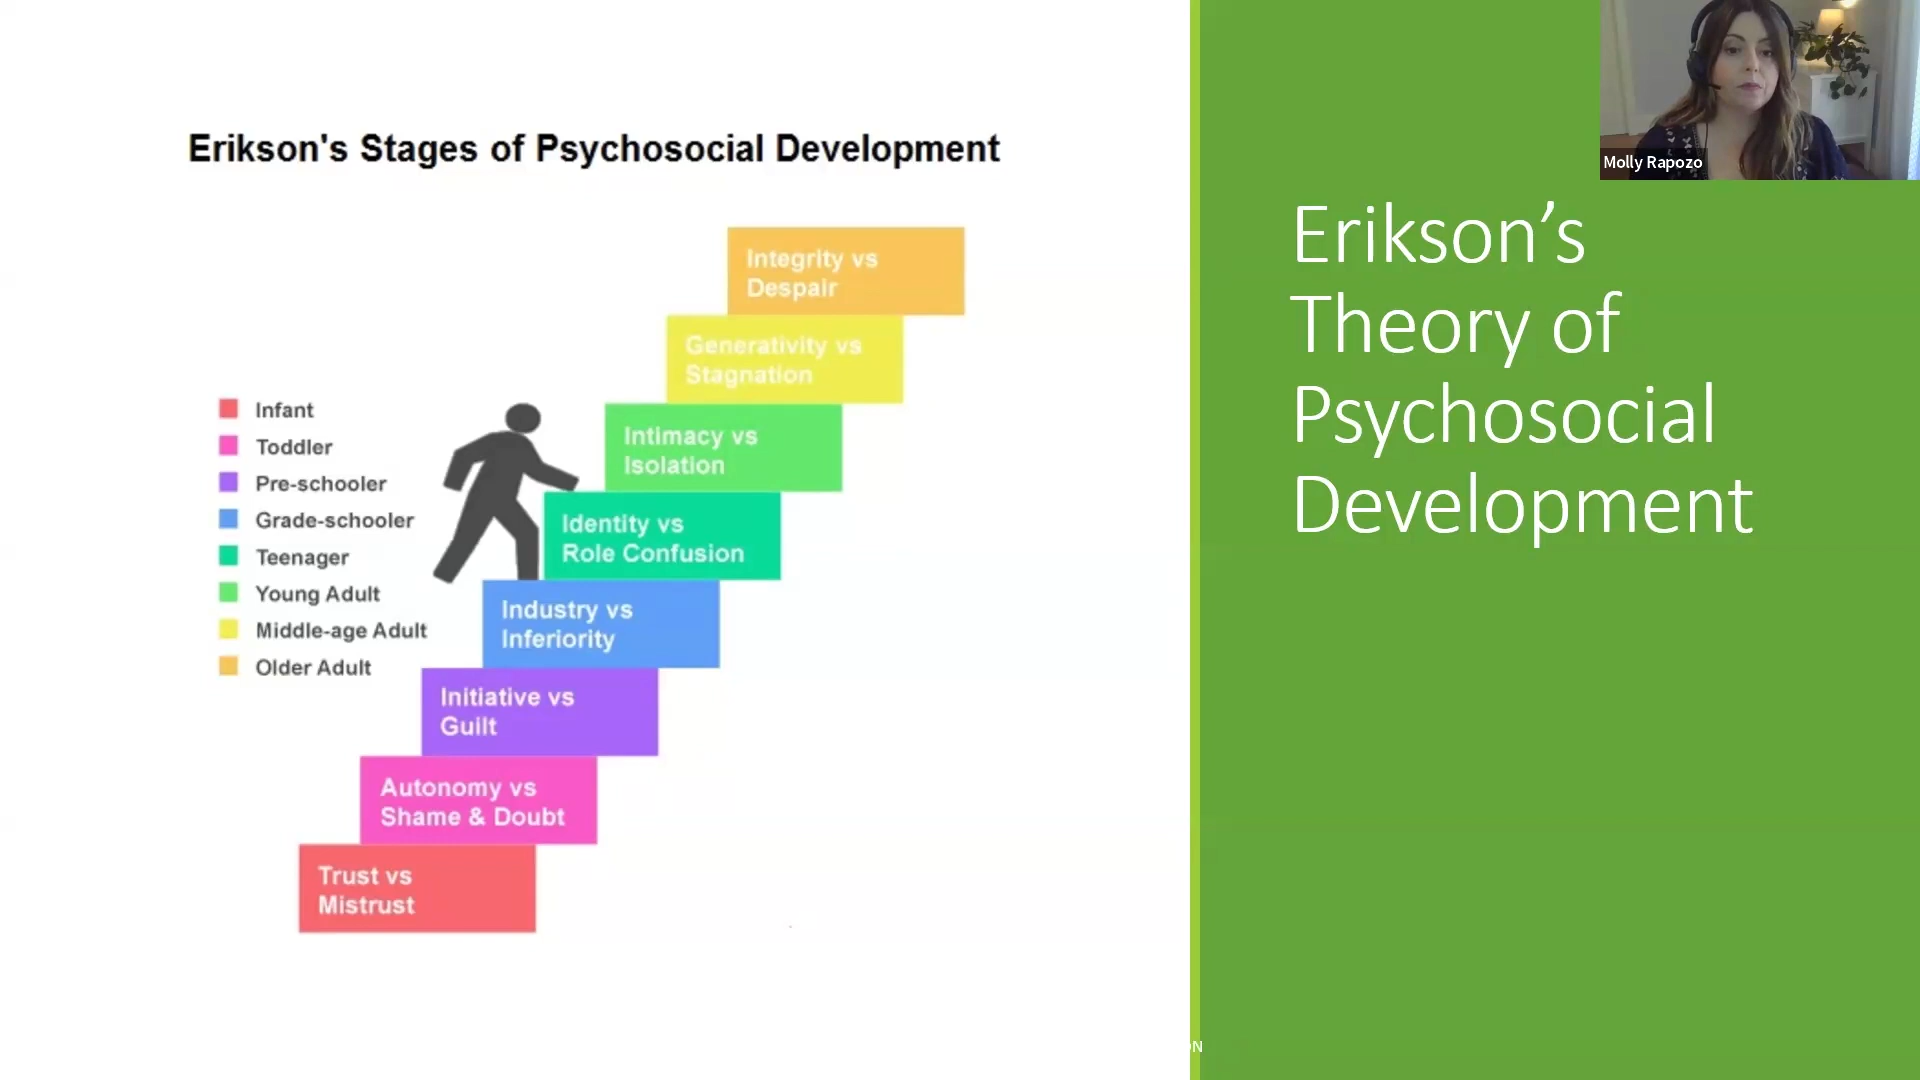 Erikson's Stages of Psychosocial Development
Integrity vs
Despair
Generativity vs
Stagnation
Intimacy vs
Isolation
Identity vs
Role Confusion
Industry vs
Inferiority
Initiative vs
Guilt
Autonomy vs
Shame & Doubt
Trust vs
Mistrust
Infant
Toddler
Pre-schooler
Grade-schooler
Teenager
Young Adult
Middle-age Adult
Older Adult
Molly Rapozo
Erikson’s
Theory of
Psychosocial
Development